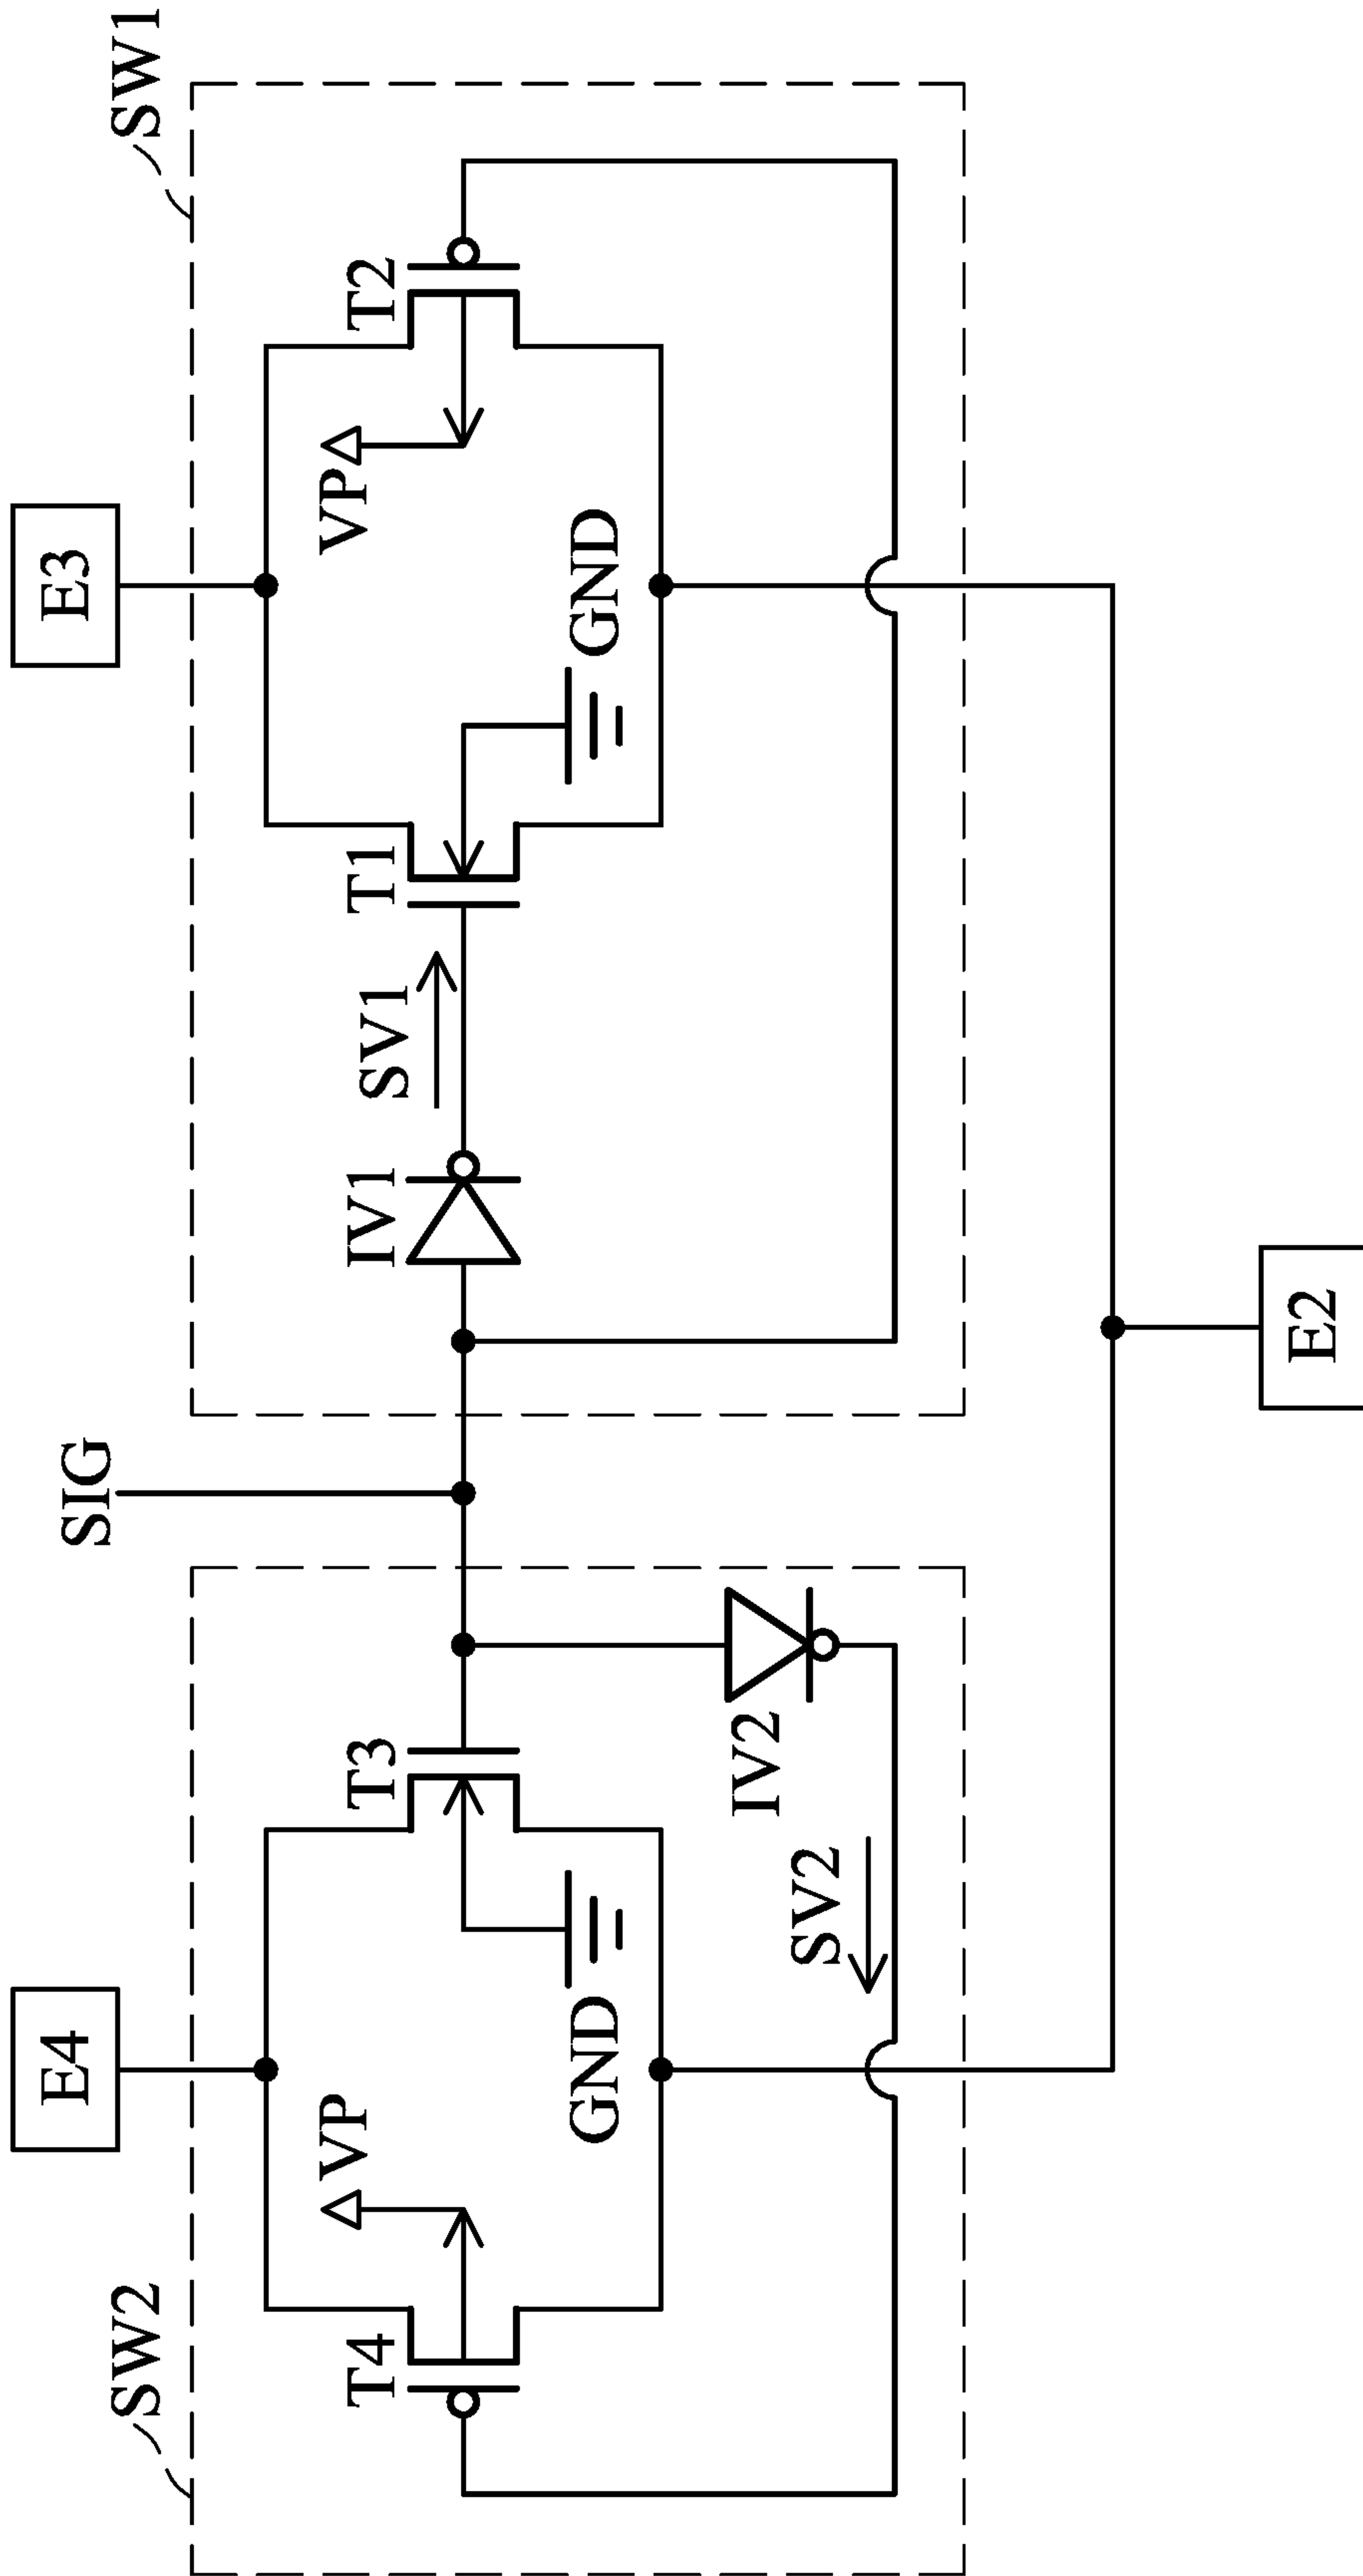 SW2
SW1
E4
SIG
E3
T4
VP
GND
T3
IV2
SV2
IV1
SV1
T1
GND
VP
T2
E2